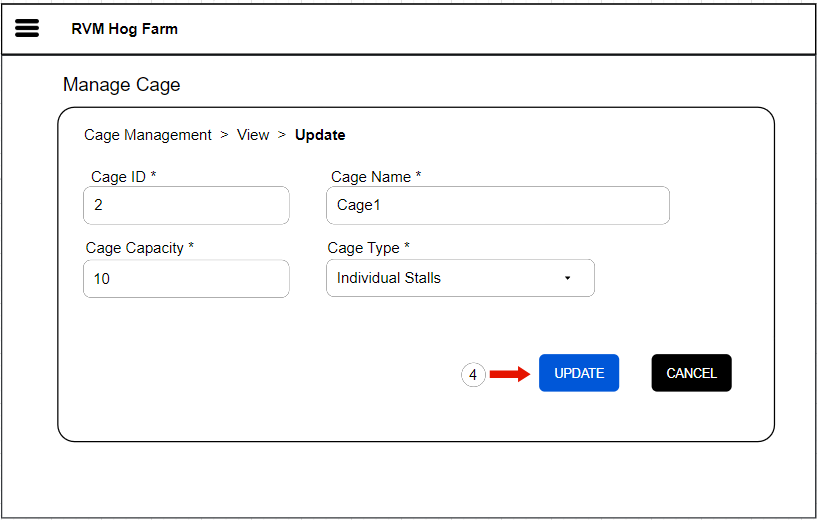 RVM Hog Farm
Manage Cage
Cage Management > View > Update
Cage ID * Cage Name *
2 Cage1
Cage Capacity * Cage Type *
10 Individual Stalls
4 UPDATE CANCEL